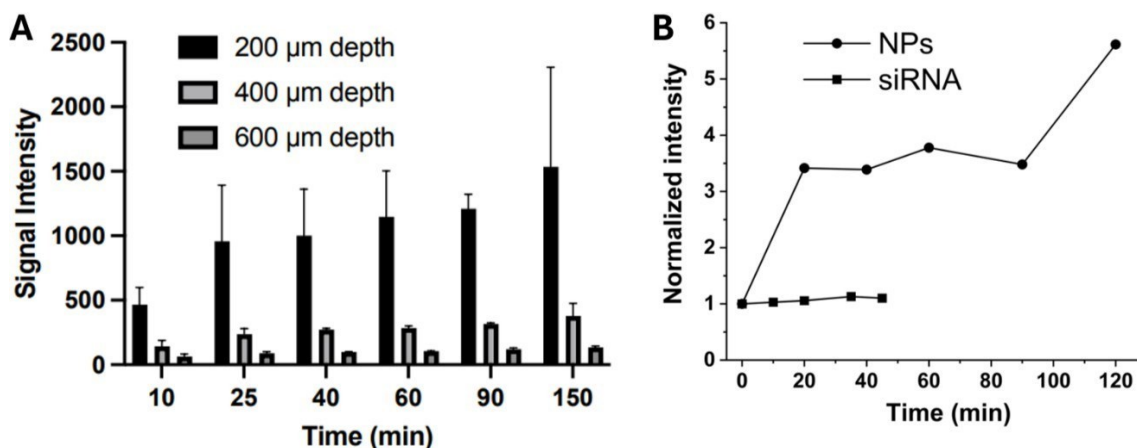 A
2500
2000
1500
1000
500
0
Signal Intensity
200 µm depth
400 µm depth
600 µm depth
10 25 40 60 90 150
Time (min)
B
6
5
4
3
2
1
0
Normalized intensity
NPs
siRNA
0 20 40 60 80 100 120
Time (min)